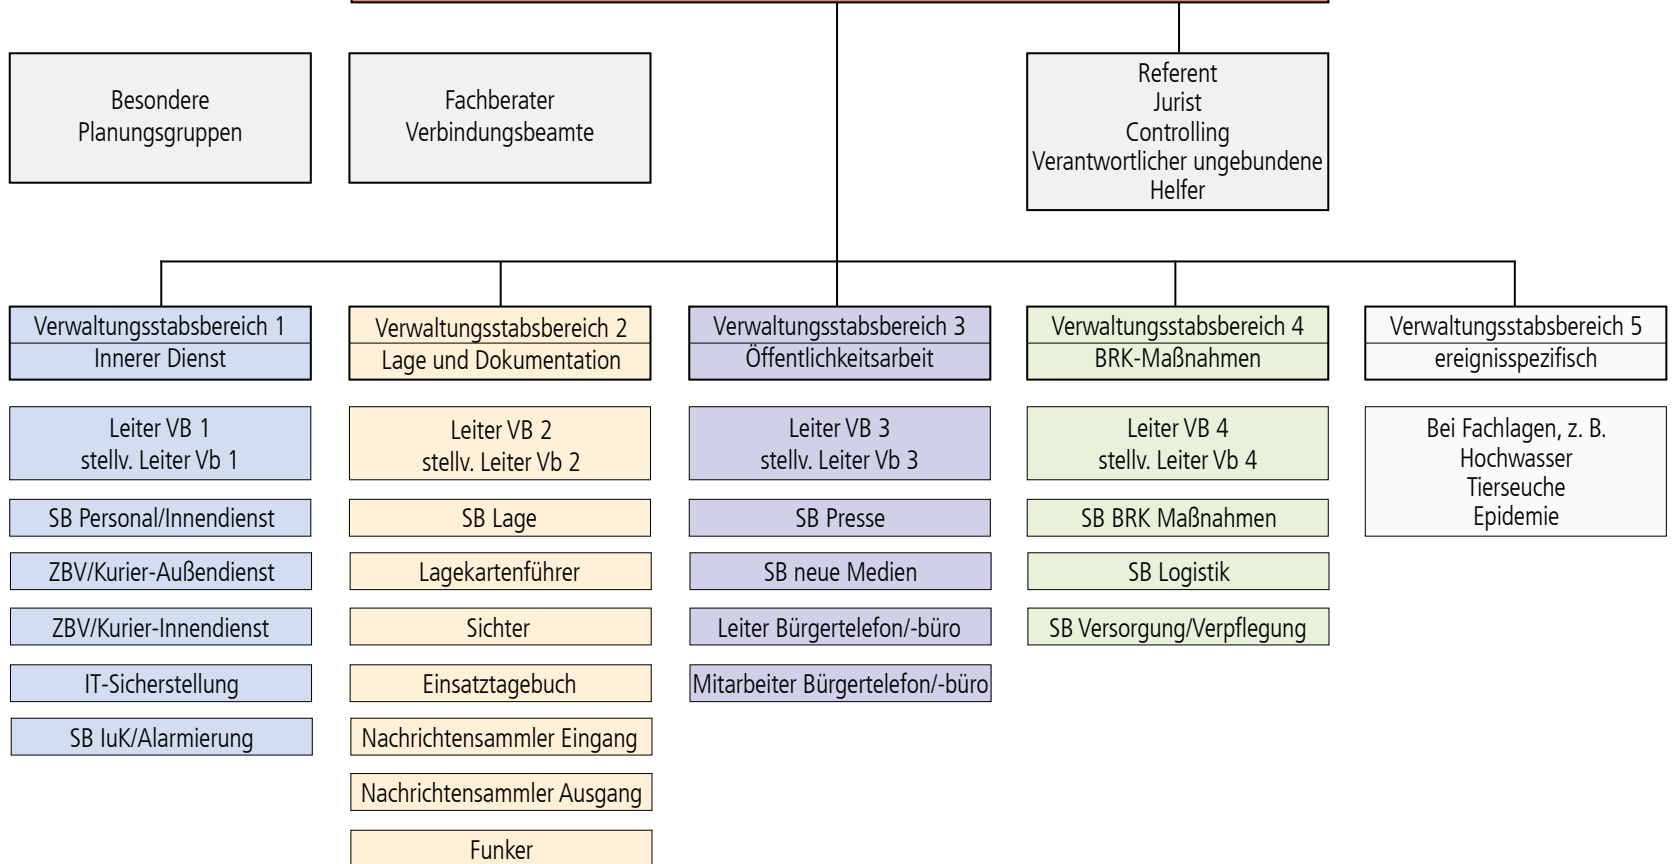 Besondere
Planungsgruppen
Fachberater
Verbindungsbeamte
Referent
Jurist
Controlling
Verantwortlicher ungebundene
Helfer
Verwaltungsstabsbereich 1
Innerer Dienst
Verwaltungsstabsbereich 2
Lage und Dokumentation
Verwaltungsstabsbereich 3
Öffentlichkeitsarbeit
Verwaltungsstabsbereich 4
BRK-Maßnahmen
Verwaltungsstabsbereich 5
ereignisspezifisch
Leiter VB 1
stellv. Leiter Vb 1
SB Personal/Innendienst
ZBV/Kurier-Außendienst
ZBV/Kurier-Innendienst
IT-Sicherstellung
SB IuK/Alarmierung
Leiter VB 2
stellv. Leiter Vb 2
SB Lage
Lagekartenführer
Sichter
Einsatztagebuch
Nachrichtensammler Eingang
Nachrichtensammler Ausgang
Funker
Leiter VB 3
stellv. Leiter Vb 3
SB Presse
SB neue Medien
Leiter Bürgertelefon/-büro
Mitarbeiter Bürgertelefon/-büro
Leiter VB 4
stellv. Leiter Vb 4
SB BRK Maßnahmen
SB Logistik
SB Versorgung/Verpflegung
Bei Fachlagen, z. B.
Hochwasser
Tierseuche
Epidemie